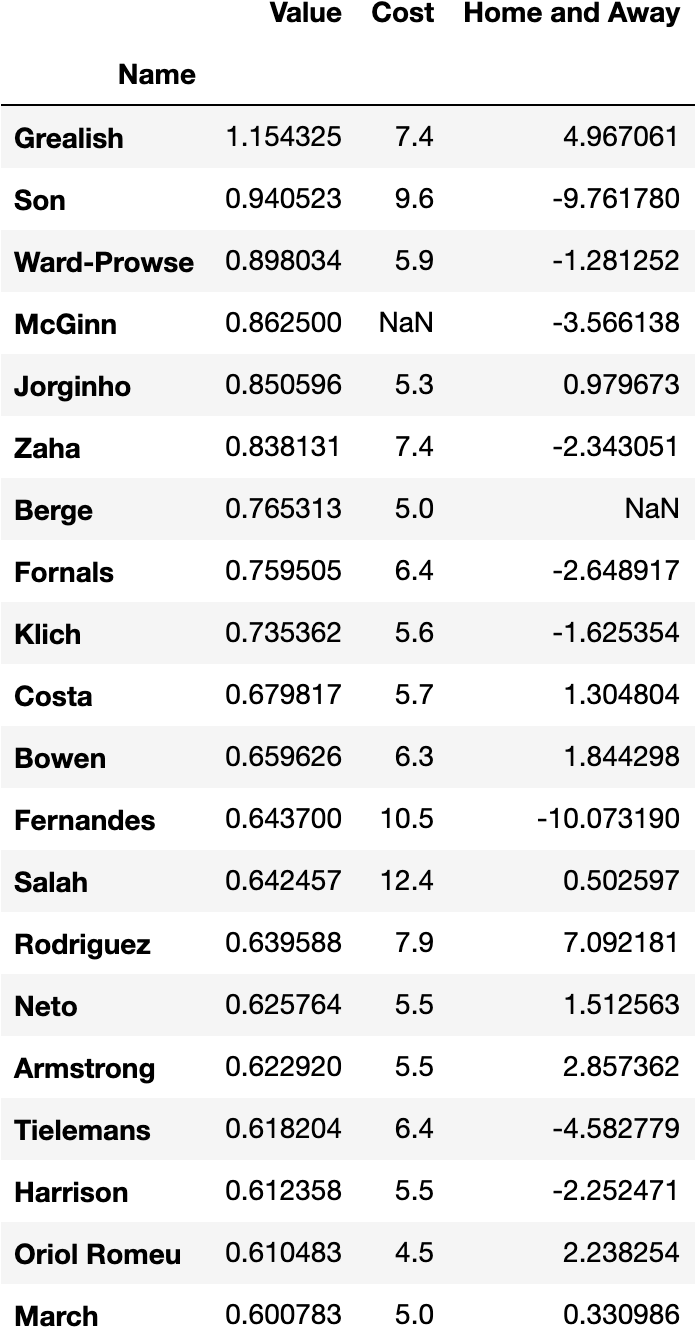 Value Cost Home and Away
Name
Grealish 1.154325 7.4 4.967061
Son 0.940523 9.6 -9.761780
Ward-Prowse 0.898034 5.9 -1.281252
McGinn 0.862500 NaN -3.566138
Jorginho 0.850596 5.3 0.979673
Zaha 0.838131 7.4 -2.343051
Berge 0.765313 5.0 NaN
Fornals 0.759505 6.4 -2.648917
Klich 0.735362 5.6 -1.625354
Costa 0.679817 5.7 1.304804
Bowen 0.659626 6.3 1.844298
Fernandes 0.643700 10.5 -10.073190
Salah 0.642457 12.4 0.502597
Rodriguez 0.639588 7.9 7.092181
Neto 0.625764 5.5 1.512563
Armstrong 0.622920 5.5 2.857362
Tielemans 0.618204 6.4 -4.582779
Harrison 0.612358 5.5 -2.252471
Oriol Romeu 0.610483 4.5 2.238254
March 0.600783 5.0 0.330986